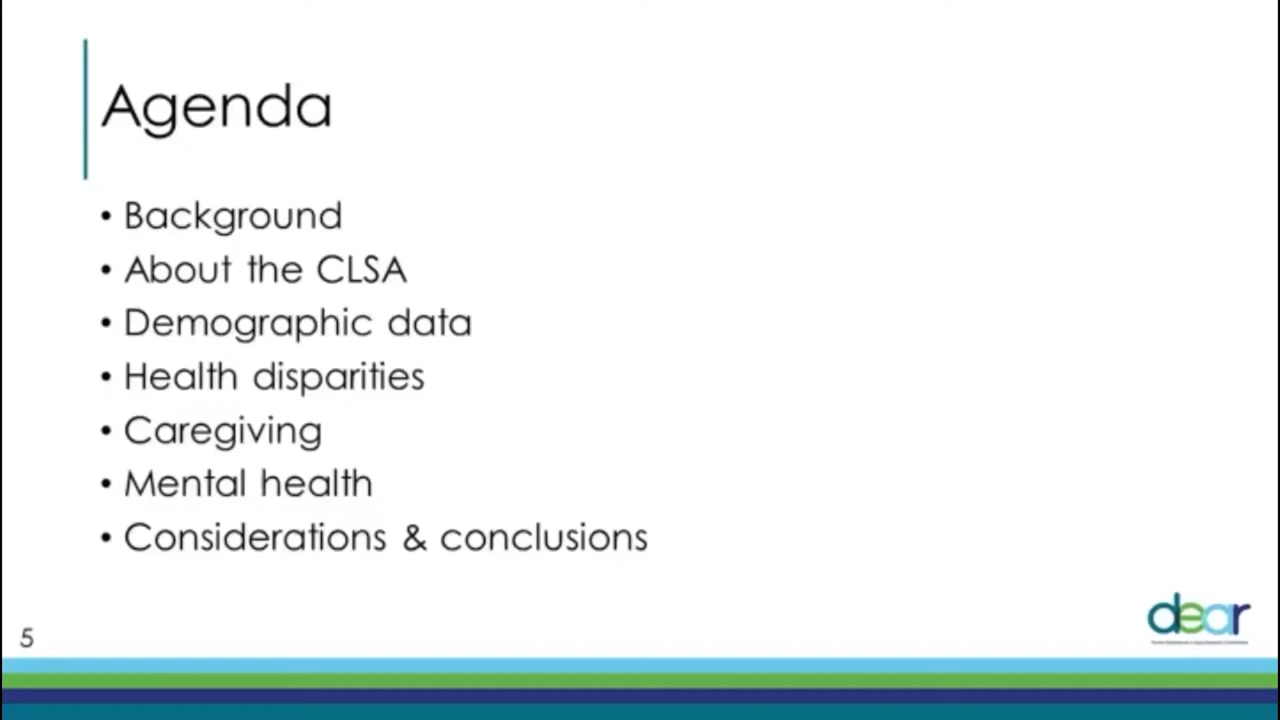 Agenda
• Background
• About the CLSA
• Demographic data
• Health disparities
• Caregiving
• Mental health
• Considerations & conclusions
dear
5